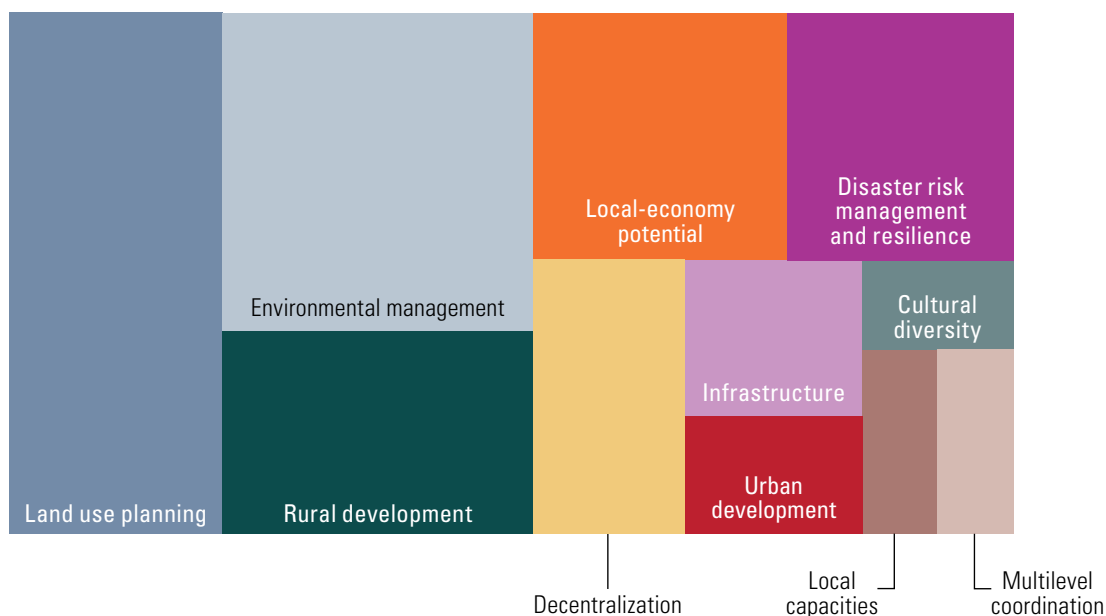 Land use planning
Environmental management
Rural development
Local-economy
potential
Disaster risk
management
and resilience
Cultural
diversity
Infrastructure
Urban
development
Decentralization
Local
capacities
Multilevel
coordination